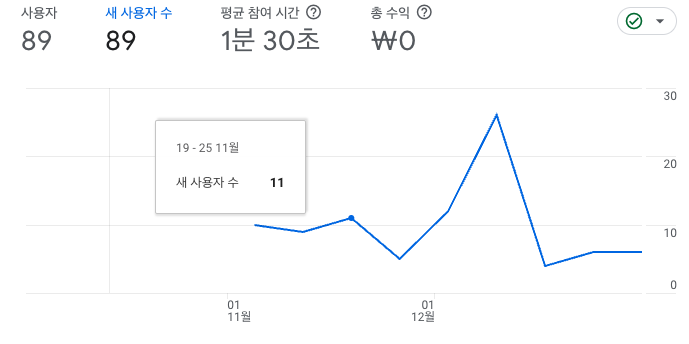 사용자
새 사용자 수
평균 참여 시간
총 수익
89
89
1분 30초
₩0
30
19 - 25 11월
20
새 사용자 수 11
10
0
01
11월
01
12월